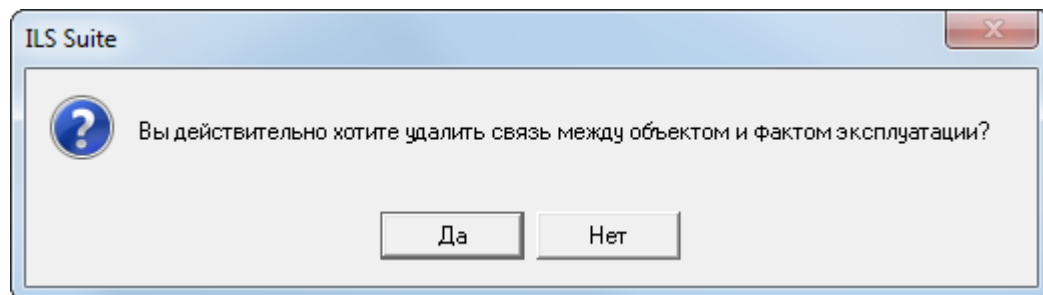 ILS Suite
Вы действительно хотите удалить связь между объектом и фактом эксплуатации?
Да
Нет